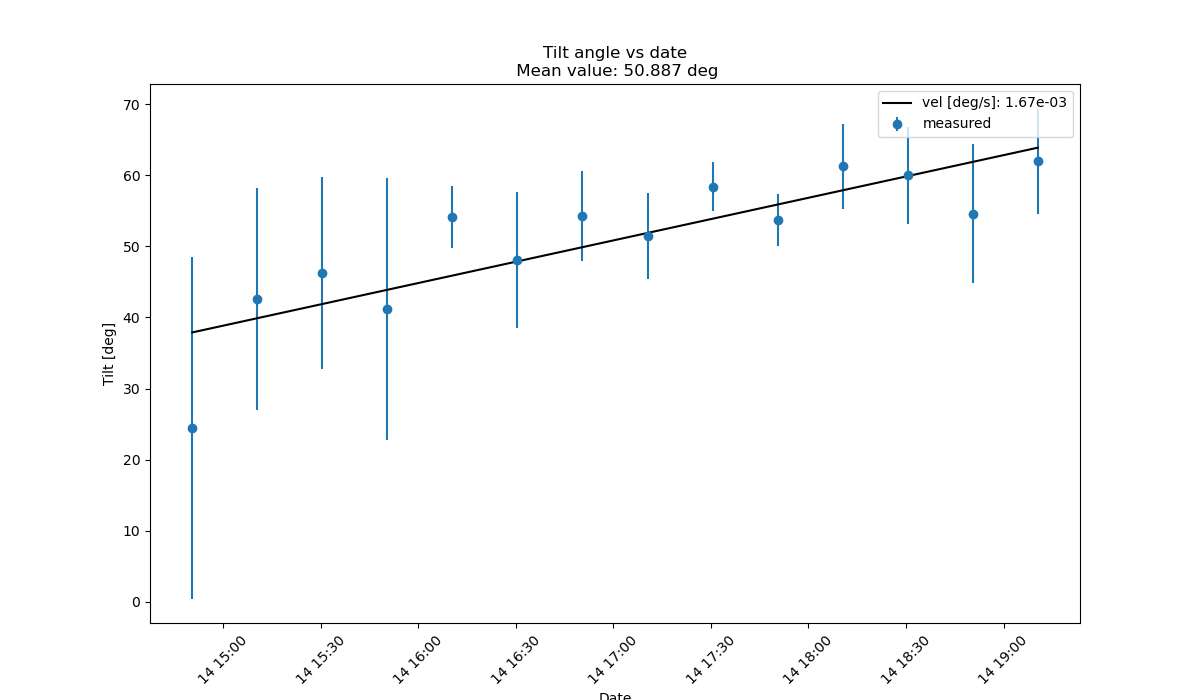 Tilt angle vs date
Mean value: 50.887 deg
vel [deg/s]: 1.67e-03
measured
Tilt [deg]
70
60
50
40
30
20
10
0
14 15:00
14 15:30
14 16:00
14 16:30
14 17:00
14 17:30
14 18:00
14 18:30
14 19:00
Date